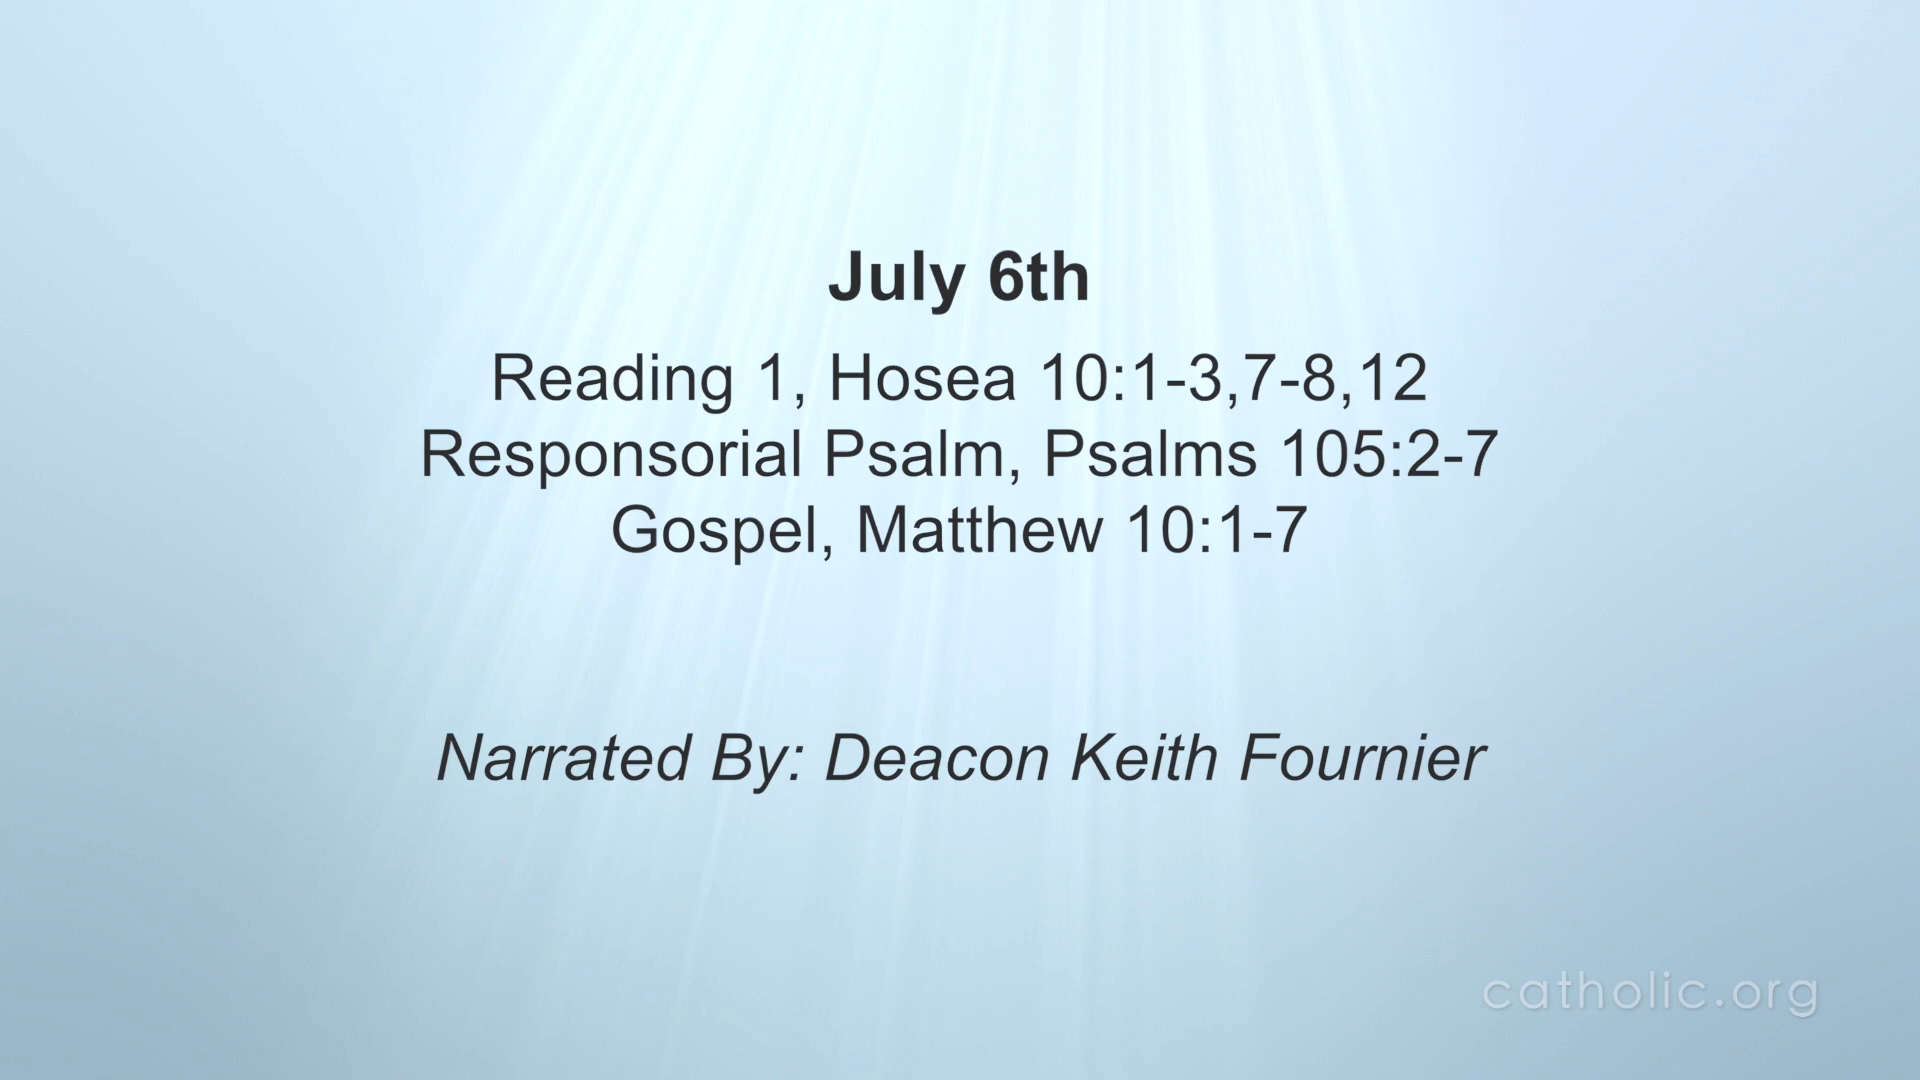 July 6th
Reading 1, Hosea 10:1-3,7-8,12
Responsorial Psalm, Psalms 105:2-7
Gospel, Matthew 10:1-7
Narrated By: Deacon Keith Fournier
catholic.org